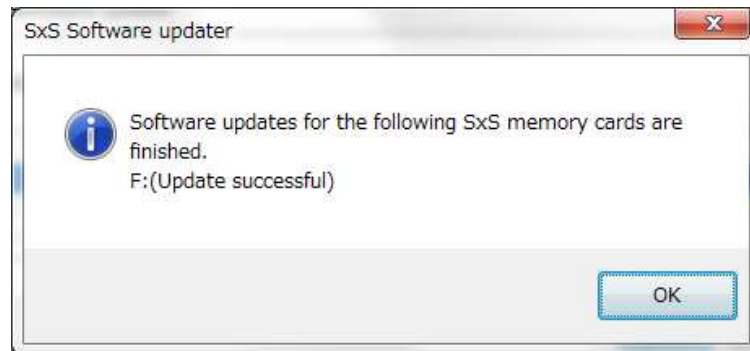 SxS Software updater
Software updates for the following SxS memory cards are
finished.
F:(Update successful)
OK